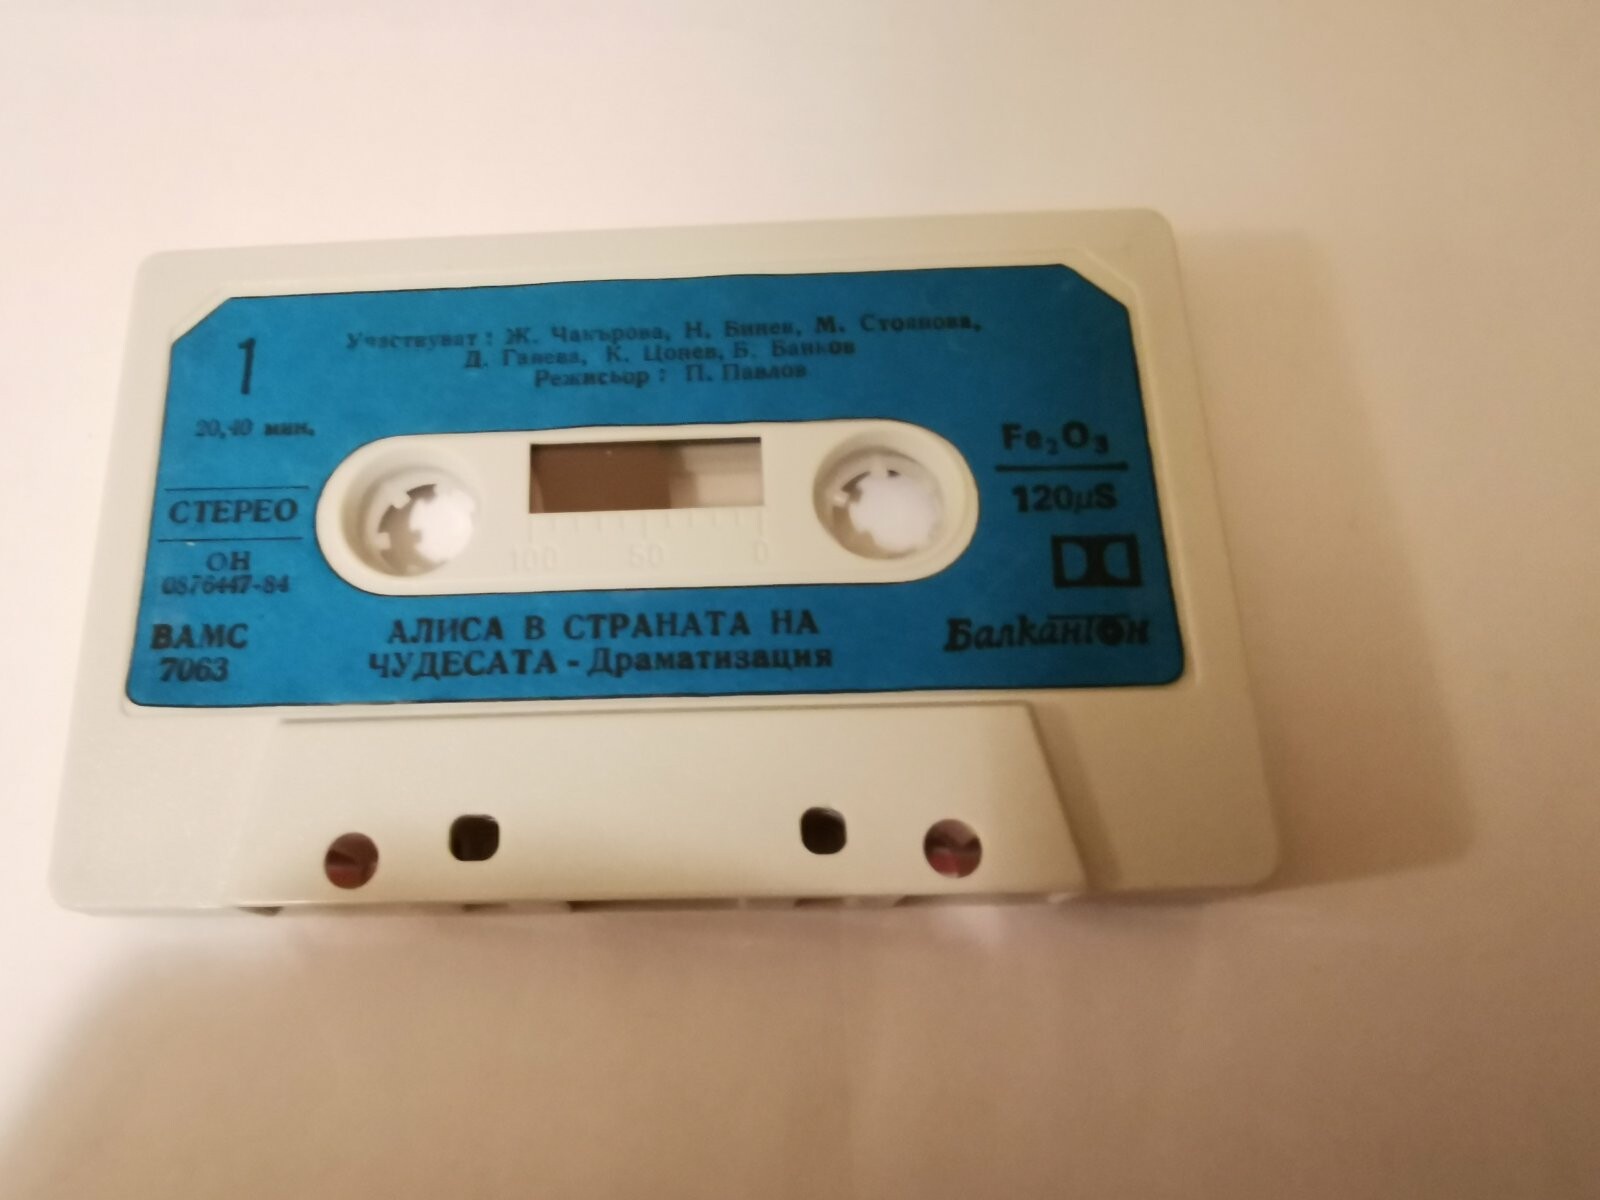 1
Участвуват: Ж. Чакърова, Н. Бинев, М. Стоянова,
Д. Ганева, К. Цонев, Б. Банков
Режисьор: П. Павлов
20,40 мин.
СТЕРЕО
ОН
0876447-84
ВАМС
7063
Fe₂O₃
120µS
100 50 0
АЛИСА В СТРАНАТА НА
ЧУДЕСАТА - Драматизация
Балкантон